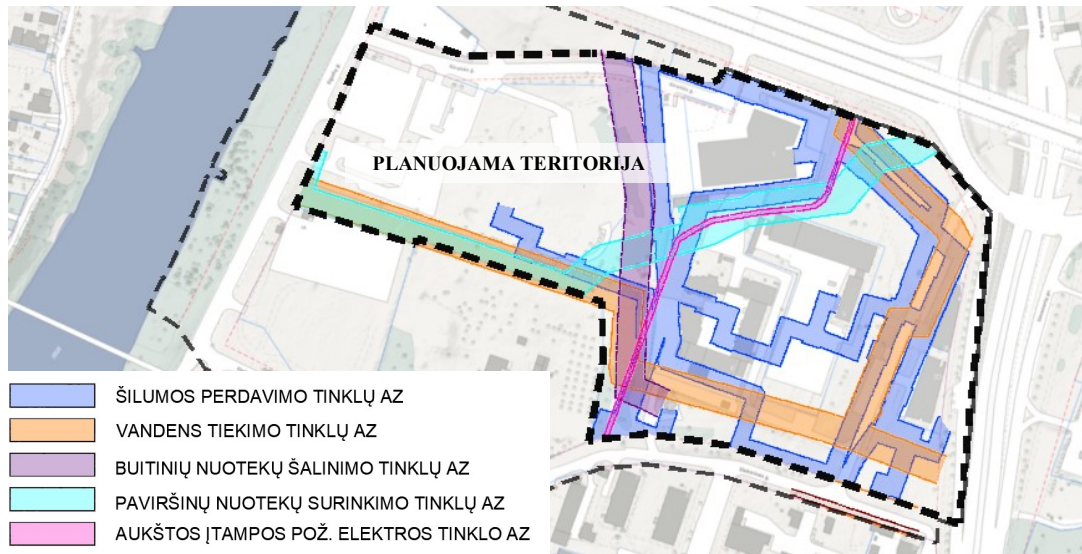 PLANUOJAMA TERITORIJA
ŠILUMOS PERDAVIMO TINKLŲ AZ
VANDENS TIEKIMO TINKLŲ AZ
BUITINIŲ NUOTEKŲ ŠALINIMO TINKLŲ AZ
PAVIRŠINŲ NUOTEKŲ SURINKIMO TINKLŲ AZ
AUKŠTOS ĮTAMPOS POŽ. ELEKTROS TINKLO AZ